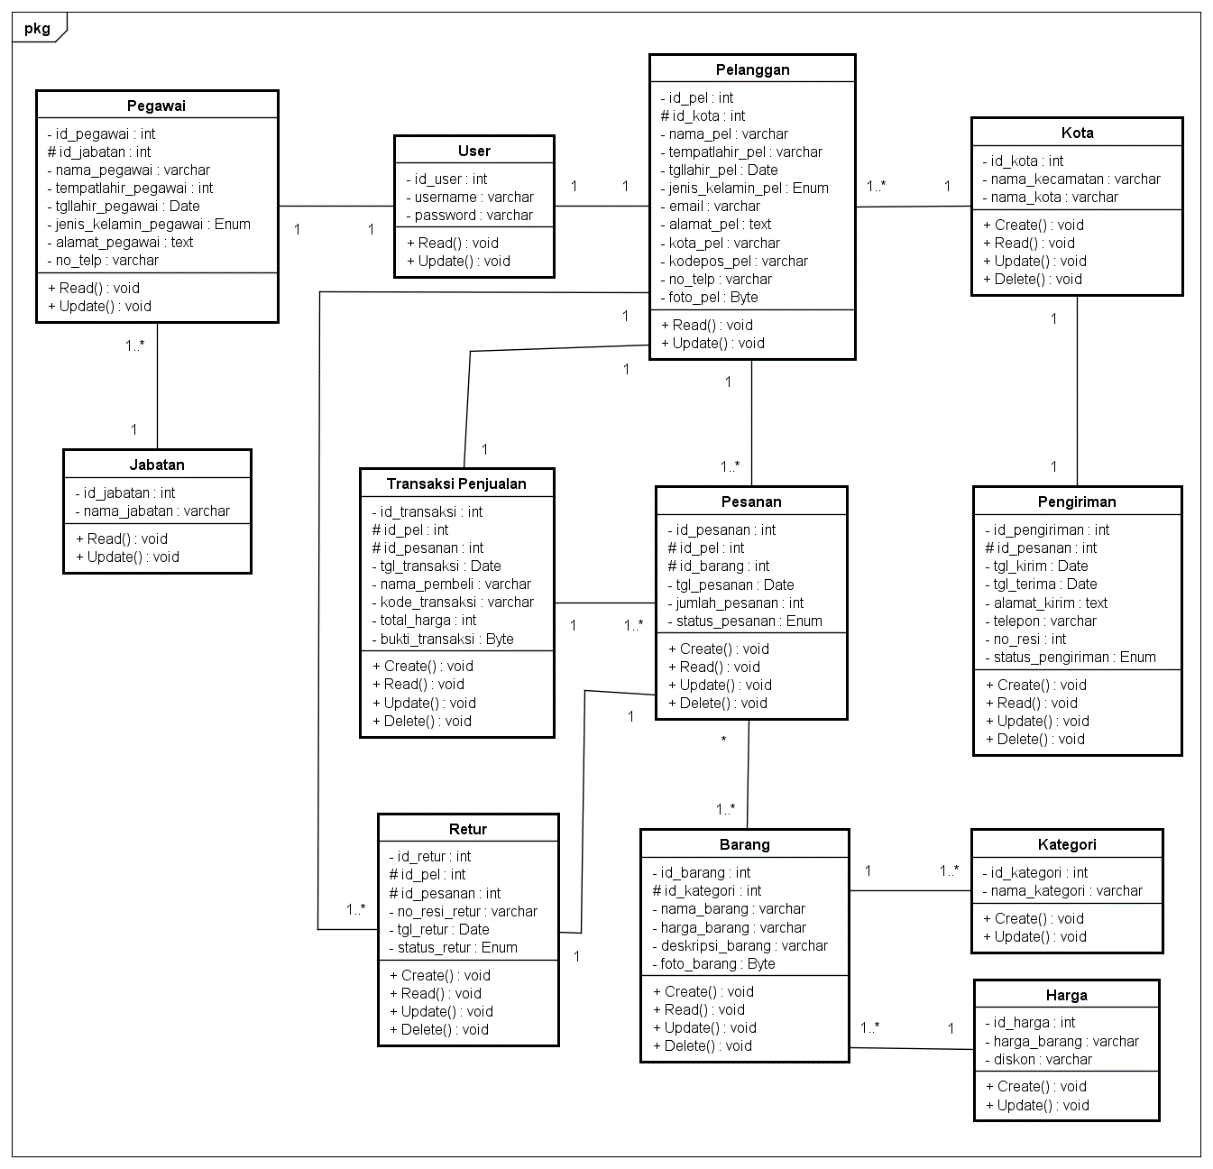 pkg
Pegawai
- id_pegawai : int
# id_jabatan : int
- nama_pegawai : varchar
- tempatlahir_pegawai : int
- tgllahir_pegawai : Date
- jenis_kelamin_pegawai : Enum
- alamat_pegawai : text
- no_telp : varchar
+ Read() : void
+ Update() : void
1
1
User
- id_user : int
- username : varchar
- password : varchar
+ Read() : void
+ Update() : void
1
1
Pelanggan
- id_pel : int
# id_kota : int
- nama_pel : varchar
- tempatlahir_pel : varchar
- tgllahir_pel : Date
- jenis_kelamin_pel : Enum
- email : varchar
- alamat_pel : text
- kota_pel : varchar
- kodepos_pel : varchar
- no_telp : varchar
- foto_pel : Byte
+ Read() : void
+ Update() : void
1..*
1
Kota
- id_kota : int
- nama_kecamatan : varchar
- nama_kota : varchar
+ Create() : void
+ Read() : void
+ Update() : void
+ Delete() : void
1..*
1
1
1
1
1
Jabatan
- id_jabatan : int
- nama_jabatan : varchar
+ Read() : void
+ Update() : void
1
1..*
1
Transaksi Penjualan
- id_transaksi : int
# id_pel : int
# id_pesanan : int
- tgl_transaksi : Date
- nama_pembeli : varchar
- kode_transaksi : varchar
- total_harga : int
- bukti_transaksi : Byte
+ Create() : void
+ Read() : void
+ Update() : void
+ Delete() : void
1
1..*
Pesanan
- id_pesanan : int
# id_pel : int
# id_barang : int
- tgl_pesanan : Date
- jumlah_pesanan : int
- status_pesanan : Enum
+ Create() : void
+ Read() : void
+ Update() : void
+ Delete() : void
Pengiriman
- id_pengiriman : int
# id_pesanan : int
- tgl_kirim : Date
- tgl_terima : Date
- alamat_kirim : text
- telepon : varchar
- no_resi : int
- status_pengiriman : Enum
+ Create() : void
+ Read() : void
+ Update() : void
+ Delete() : void
1
*
1..*
Retur
- id_retur : int
# id_pel : int
# id_pesanan : int
- no_resi_retur : varchar
- tgl_retur : Date
- status_retur : Enum
+ Create() : void
+ Read() : void
+ Update() : void
+ Delete() : void
1..*
1
Barang
- id_barang : int
# id_kategori : int
- nama_barang : varchar
- harga_barang : varchar
- deskripsi_barang : varchar
- foto_barang : Byte
+ Create() : void
+ Read() : void
+ Update() : void
+ Delete() : void
1
1..*
Kategori
- id_kategori : int
- nama_kategori : varchar
+ Create() : void
+ Update() : void
1..*
1
Harga
- id_harga : int
- harga_barang : varchar
- diskon : varchar
+ Create() : void
+ Update() : void